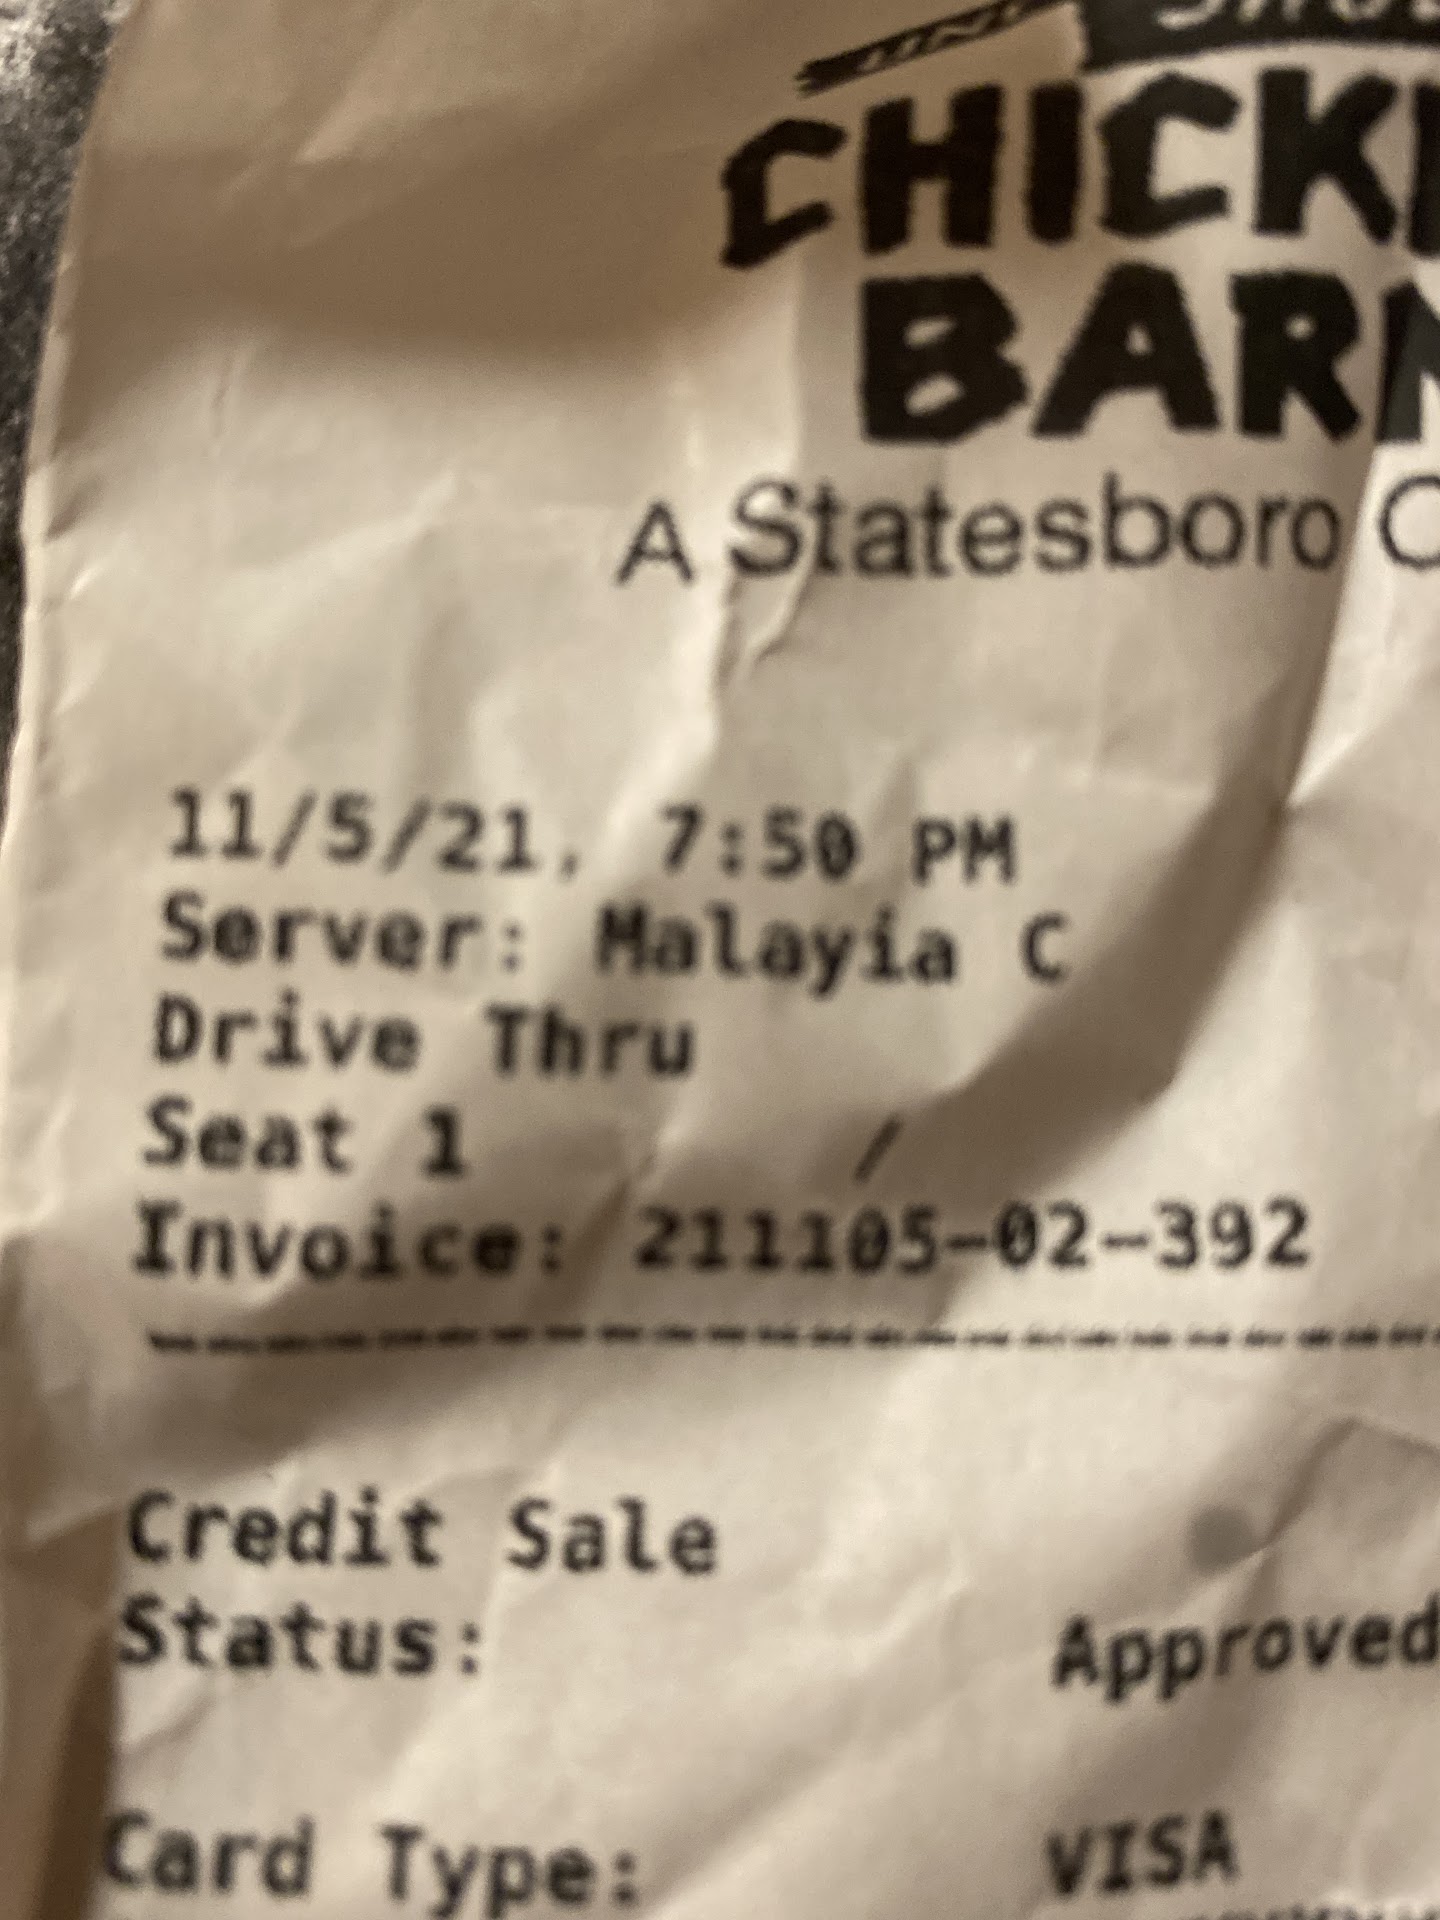 CHICK
BARN
A Statesboro
11/5/21, 7:50 PM
Server: Malayia C
Drive Thru
Seat 1
Invoice: 211105-02-392
Credit Sale
Status: Approved
Card Type: VISA